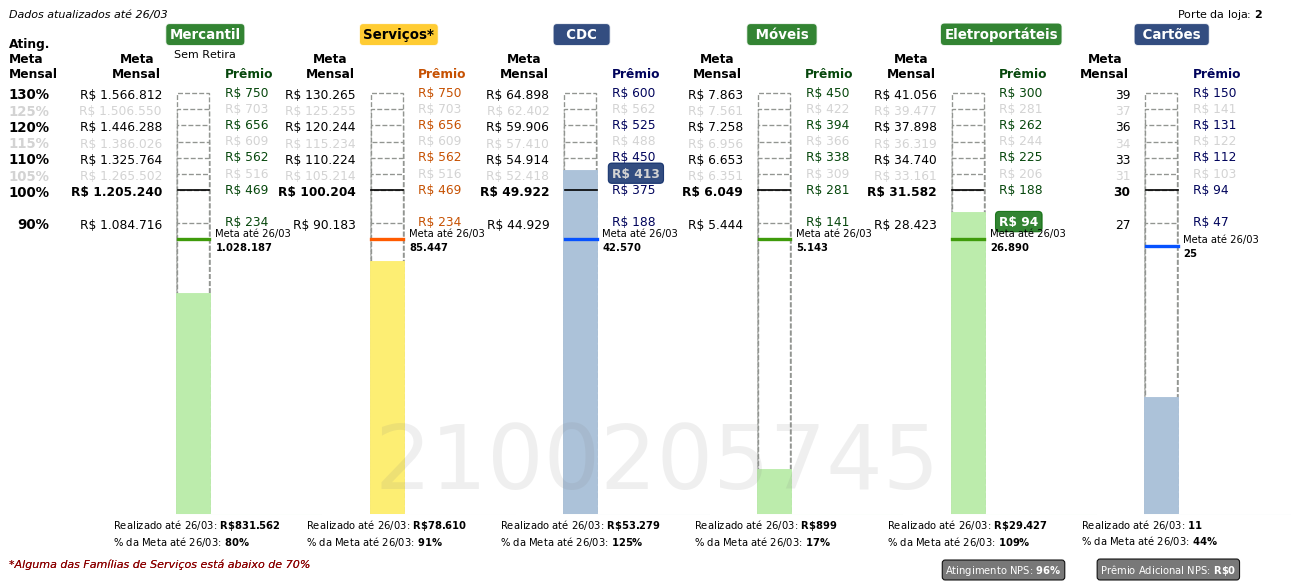 Dados atualizados até 26/03
Porte da loja: 2
Mercantil
Serviços*
CDC
Móveis
Eletroportáteis
Cartões
Sem Retira
Ating. Meta Mensal
Meta Mensal Prêmio Meta Mensal Prêmio Meta Mensal Prêmio Meta Mensal Prêmio Meta Mensal Prêmio Meta Mensal Prêmio
130% R$ 1.566.812 R$ 750 R$ 130.265 R$ 750 R$ 64.898 R$ 600 R$ 7.863 R$ 450 R$ 41.056 R$ 300 39 R$ 150
125% R$ 1.506.550 R$ 703 R$ 125.255 R$ 703 R$ 62.402 R$ 562 R$ 7.561 R$ 422 R$ 39.477 R$ 281 37 R$ 141
120% R$ 1.446.288 R$ 656 R$ 120.244 R$ 656 R$ 59.906 R$ 525 R$ 7.258 R$ 394 R$ 37.898 R$ 262 36 R$ 131
115% R$ 1.386.026 R$ 609 R$ 115.234 R$ 609 R$ 57.410 R$ 488 R$ 6.956 R$ 366 R$ 36.319 R$ 244 34 R$ 122
110% R$ 1.325.764 R$ 562 R$ 110.224 R$ 562 R$ 54.914 R$ 450 R$ 6.653 R$ 338 R$ 34.740 R$ 225 33 R$ 112
105% R$ 1.265.502 R$ 516 R$ 105.214 R$ 516 R$ 52.418 R$ 413 R$ 6.351 R$ 309 R$ 33.161 R$ 206 31 R$ 103
100% R$ 1.205.240 R$ 469 R$ 100.204 R$ 469 R$ 49.922 R$ 375 R$ 6.049 R$ 281 R$ 31.582 R$ 188 30 R$ 94
90% R$ 1.084.716 R$ 234 R$ 90.183 R$ 234 R$ 44.929 R$ 188 R$ 5.444 R$ 141 R$ 28.423 R$ 94 27 R$ 47
Meta até 26/03 Meta até 26/03 Meta até 26/03 Meta até 26/03 Meta até 26/03 Meta até 26/03
1.028.187 85.447 42.570 5.143 26.890 25
2100205745
Realizado até 26/03: R$831.562 Realizado até 26/03: R$78.610 Realizado até 26/03: R$53.279 Realizado até 26/03: R$899 Realizado até 26/03: R$29.427 Realizado até 26/03: 11
% da Meta até 26/03: 80% % da Meta até 26/03: 91% % da Meta até 26/03: 125% % da Meta até 26/03: 17% % da Meta até 26/03: 109% % da Meta até 26/03: 44%
*Alguma das Famílias de Serviços está abaixo de 70%
Atingimento NPS: 96%
Prêmio Adicional NPS: R$0